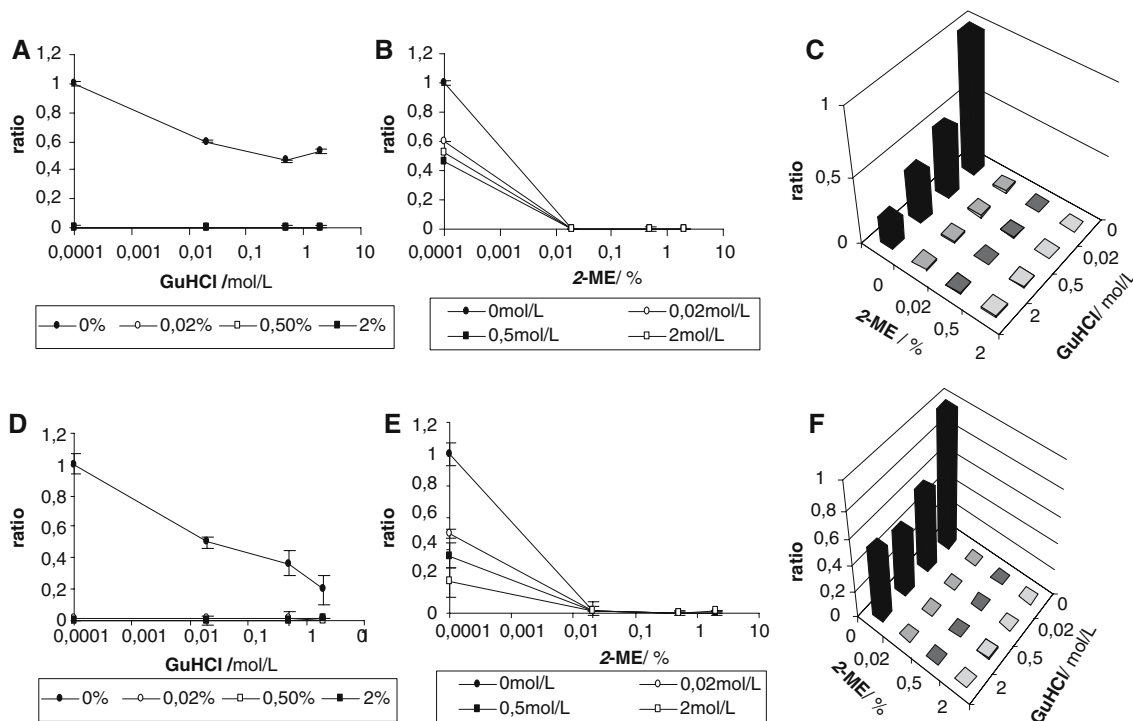 A
1,2
1
0,8
0,6
0,4
0,2
0
ratio
0,0001 0,001 0,01 0,1 1 10
GuHCl /mol/L
0% 0,02% 0,50% 2%
B
1,2
1
0,8
0,6
0,4
0,2
0
ratio
0,0001 0,001 0,01 0,1 1 10
2-ME/ %
0mol/L 0,02mol/L
0,5mol/L 2mol/L
C
1
0,5
0
ratio
0 0,02 0,5 2
2-ME / %
0 0,02 0,5 2
GuHCl/ mol/L
D
1,2
1
0,8
0,6
0,4
0,2
0
ratio
0,0001 0,001 0,01 0,1 1
GuHCl /mol/L
0% 0,02% 0,50% 2%
E
1,2
1
0,8
0,6
0,4
0,2
0
ratio
0,0001 0,001 0,01 0,1 1 10
2-ME/ %
0mol/L 0,02mol/L
0,5mol/L 2mol/L
F
1
0,8
0,6
0,4
0,2
0
ratio
0 0,02 0,5 2
2-ME/ %
0 0,02 0,5 2
GuHCl/ mol/L